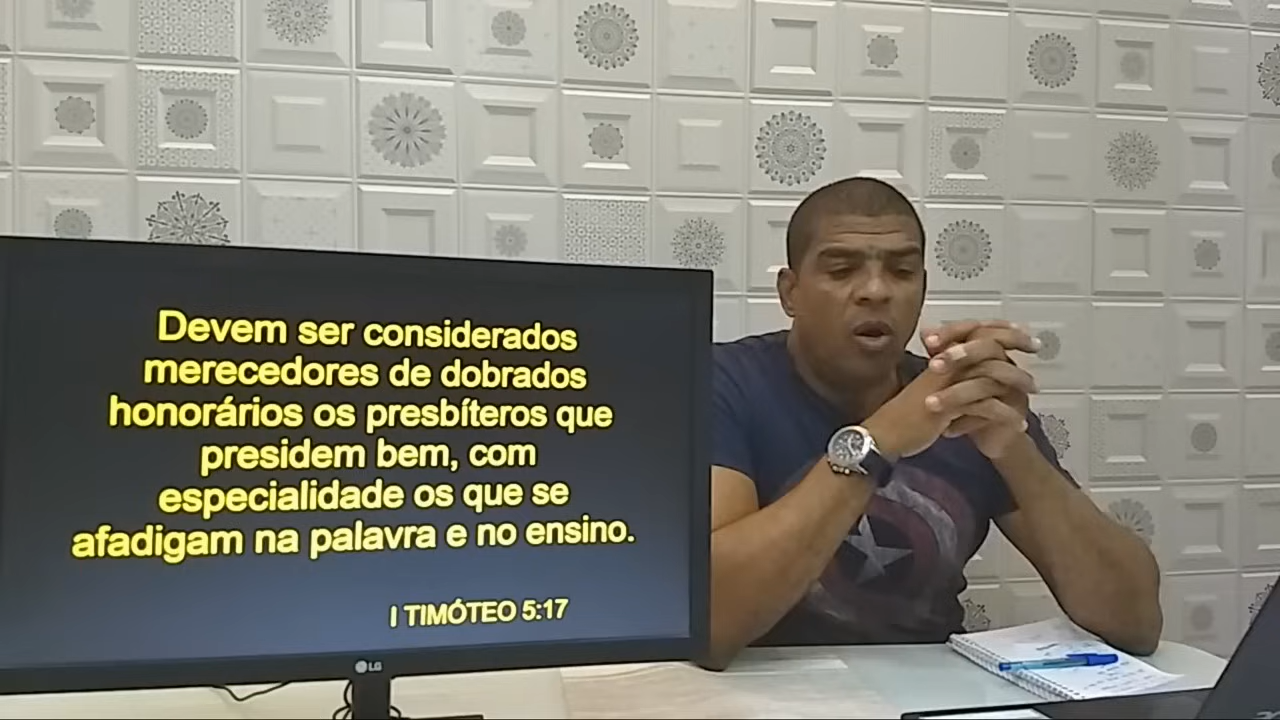 Devem ser considerados
merecedores de dobrados
honorários os presbíteros que
presidem bem, com
especialidade os que se
afadigam na palavra e no ensino.
I TIMÓTEO 5:17
LG